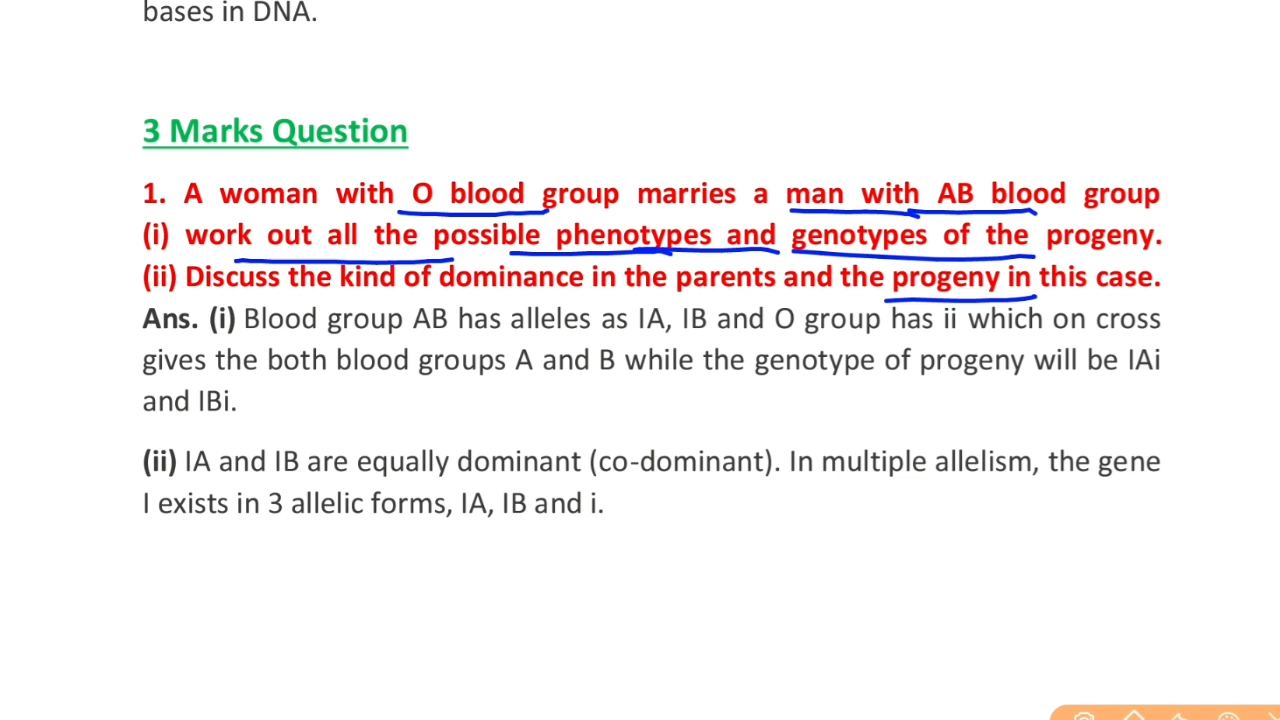 bases in DNA.
3 Marks Question
1. A woman with O blood group marries a man with AB blood group
(i) work out all the possible phenotypes and genotypes of the progeny.
(ii) Discuss the kind of dominance in the parents and the progeny in this case.
Ans. (i) Blood group AB has alleles as IA, IB and O group has ii which on cross
gives the both blood groups A and B while the genotype of progeny will be IAi
and IBi.
(ii) IA and IB are equally dominant (co-dominant). In multiple allelism, the gene
I exists in 3 allelic forms, IA, IB and i.